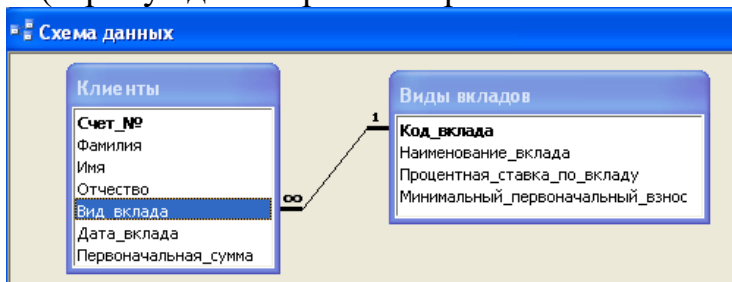 Схема данных
Клиенты
Счет_№
Фамилия
Имя
Отчество
Вид_вклада
Дата_вклада
Первоначальная_сумма
∞
1
Виды вкладов
Код_вклада
Наименование_вклада
Процентная_ставка_по_вкладу
Минимальный_первоначальный_взнос